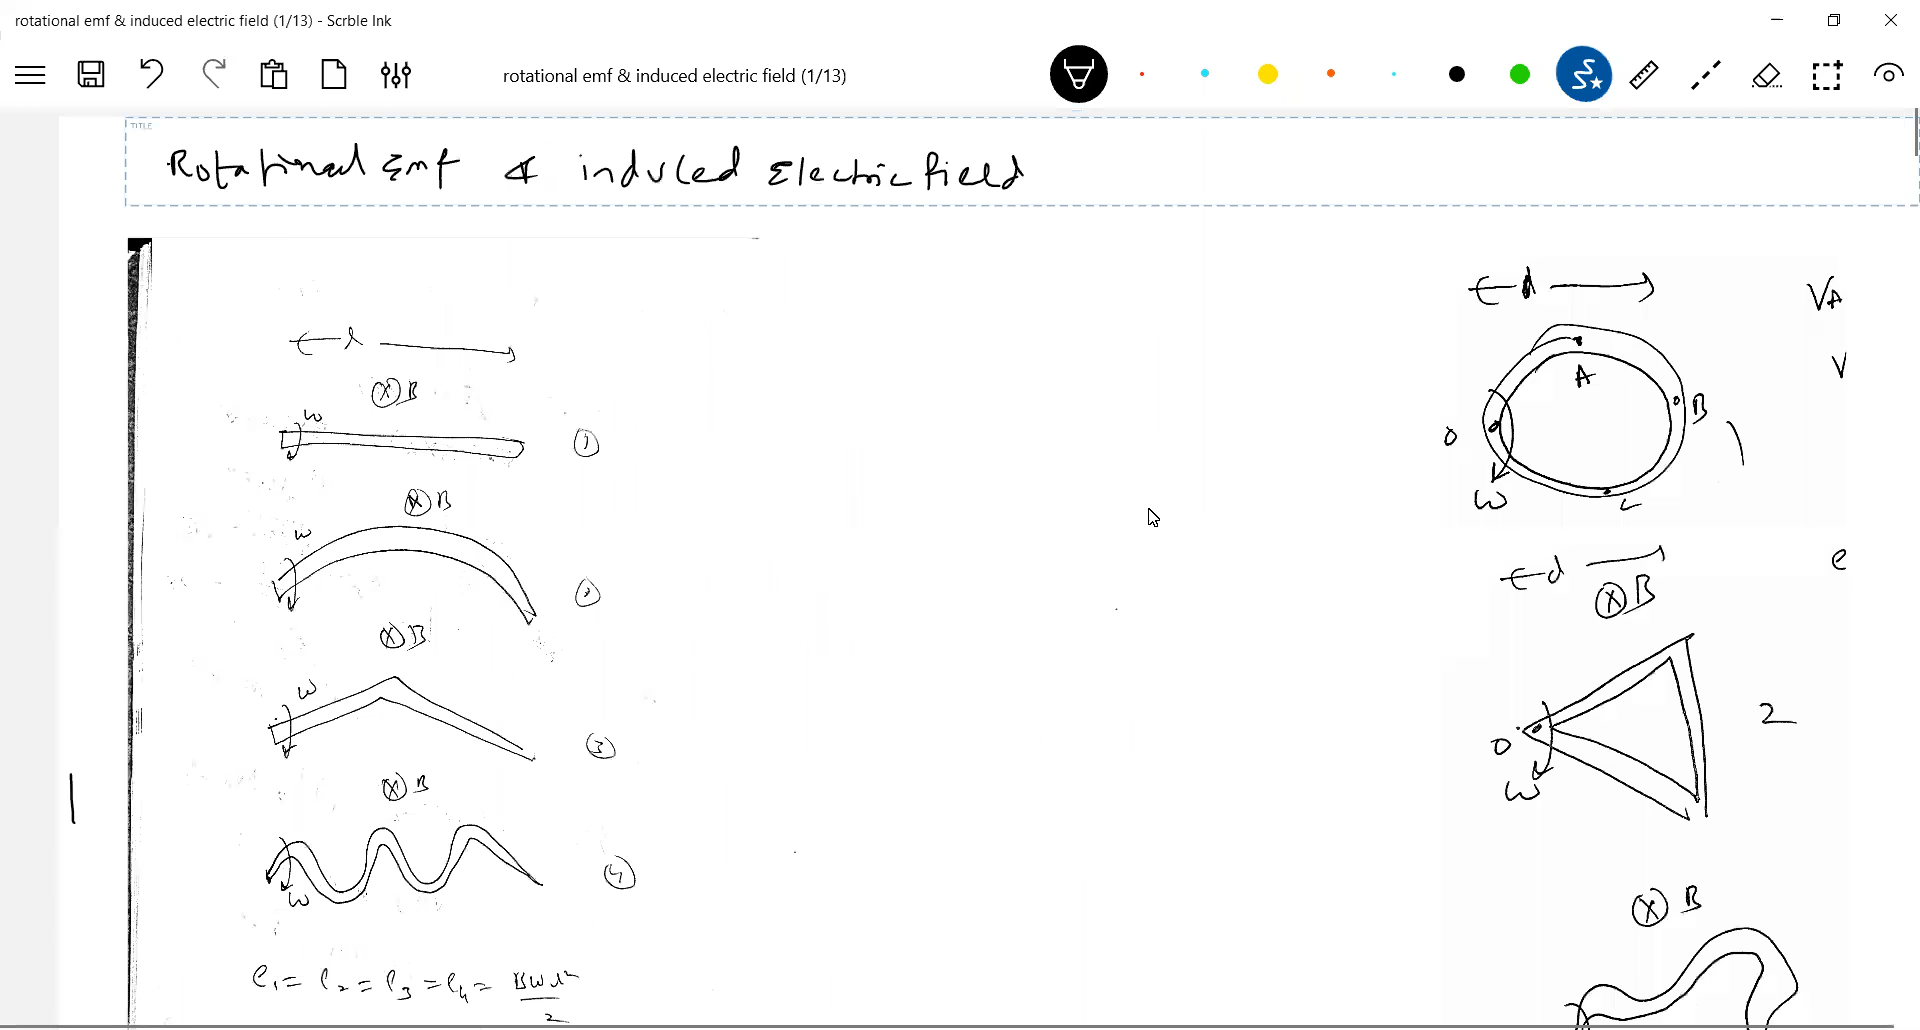 rotational emf & induced electric field (1/13) - Scrble Ink
rotational emf & induced electric field (1/13)
TITLE
Rotational Emf & induced Electric field
l
⊗ B
ω
1
⊗ B
ω
2
⊗ B
ω
3
⊗ B
ω
4
e₁ = e₂ = e₃ = e₄ = Bωl²/2
d
VA
A
B
O
C
ω
V
d
e
⊗ B
O
ω
2
⊗ B